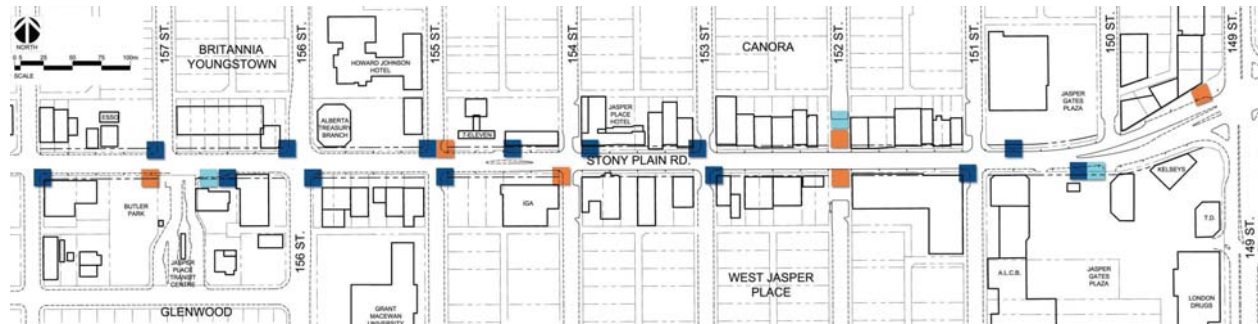 NORTH
0 5 25 50 75 100m
SCALE
157 ST.
BRITANNIA
YOUNGSTOWN
156 ST.
HOWARD JOHNSON
HOTEL
155 ST.
154 ST.
153 ST.
CANORA
152 ST.
151 ST.
150 ST.
149 ST.
ESSO
ALBERTA
TREASURY
BRANCH
7-ELEVEN
JASPER
PLACE
HOTEL
JASPER
GATES
PLAZA
STONY PLAIN RD.
BUTLER
PARK
IGA
KELSEYS
T.D.
JASPER
PLACE
TRANSIT
CENTRE
156 ST.
WEST JASPER
PLACE
A.L.C.B.
JASPER
GATES
PLAZA
149 ST.
LONDON
DRUGS
GLENWOOD
GRANT
MACEWAN
UNIVERSITY